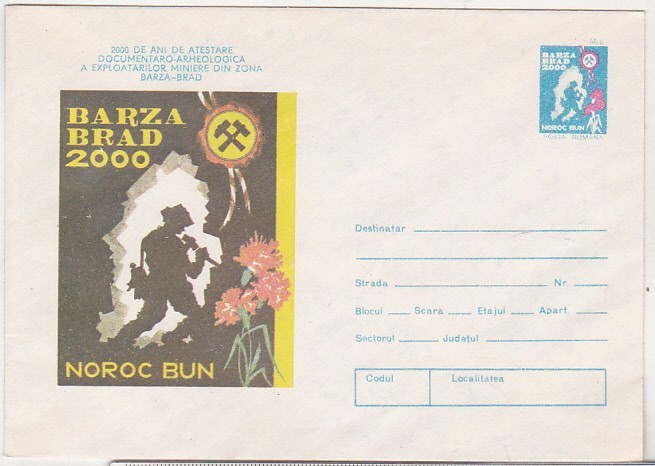 2000 DE ANI DE ATESTARE
DOCUMENTARO-ARHEOLOGICA
A EXPLOATARILOR MINIERE DIN ZONA
BARZA-BRAD
BARZA
BRAD
2000
NOROC BUN
BARZA
BRAD
2000
NOROC BUN
POSTA ROMANA
Destinatar
Strada Nr.
Blocul Scara Etajul Apart.
Sectorul Județul
Codul Localitatea